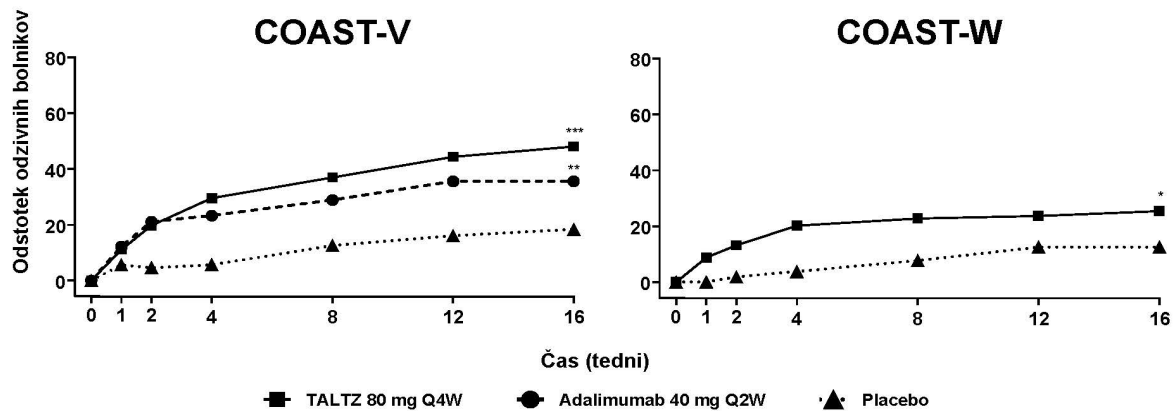 COAST-V
COAST-W
Odstotek odzivnih bolnikov
80
60
40
20
0
***
**
0 1 2 4 8 12 16
80
60
40
20
0
*
0 1 2 4 8 12 16
Čas (tedni)
TALTZ 80 mg Q4W Adalimumab 40 mg Q2W Placebo